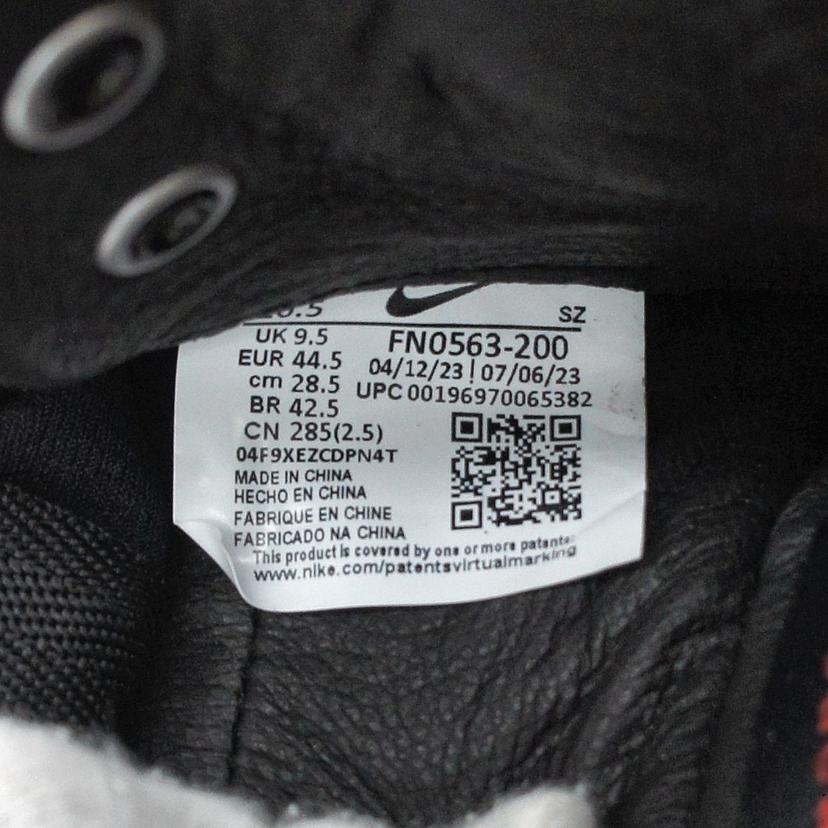 SZ
UK 9.5
EUR 44.5
cm 28.5
BR 42.5
CN 285(2.5)
FN0563-200
04/12/23 | 07/06/23
UPC 00196970065382
04F9XEZCDPN4T
MADE IN CHINA
HECHO EN CHINA
FABRIQUE EN CHINE
FABRICADO NA CHINA
This product is covered by one or more patents:
www.nike.com/patentsvirtualmarking